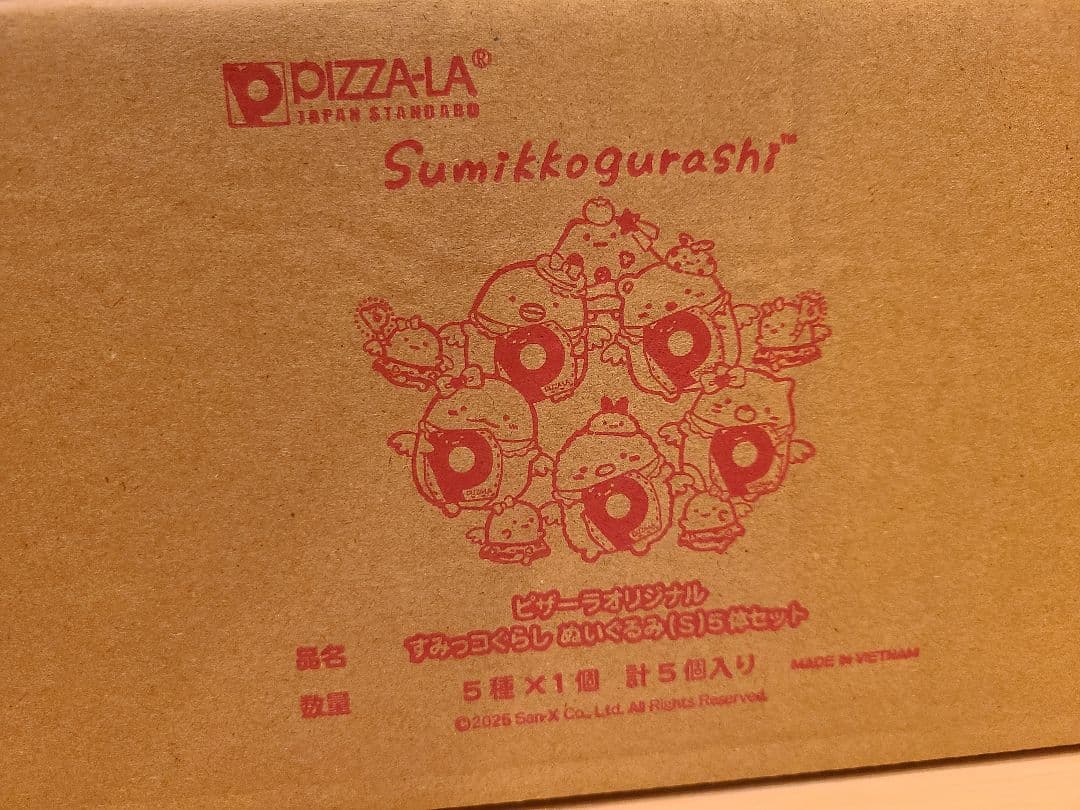 PIZZA-LA®
JAPAN STANDARD
Sumikkogurashi™
ピザーラオリジナル
品名 すみっコぐらし ぬいぐるみ(S)5体セット
数量 5種×1個 計5個入り MADE IN VIETNAM
©2025 San-X Co., Ltd. All Rights Reserved.